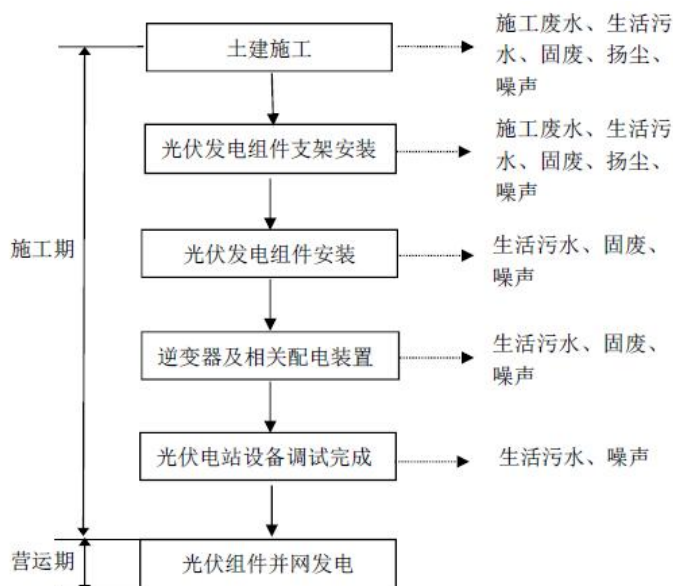 土建施工
施工废水、生活污
水、固废、扬尘、
噪声
光伏发电组件支架安装
施工废水、生活污
水、固废、扬尘、
噪声
施工期
光伏发电组件安装
生活污水、固废、
噪声
逆变器及相关配电装置
生活污水、固废、
噪声
光伏电站设备调试完成
生活污水、噪声
营运期
光伏组件并网发电